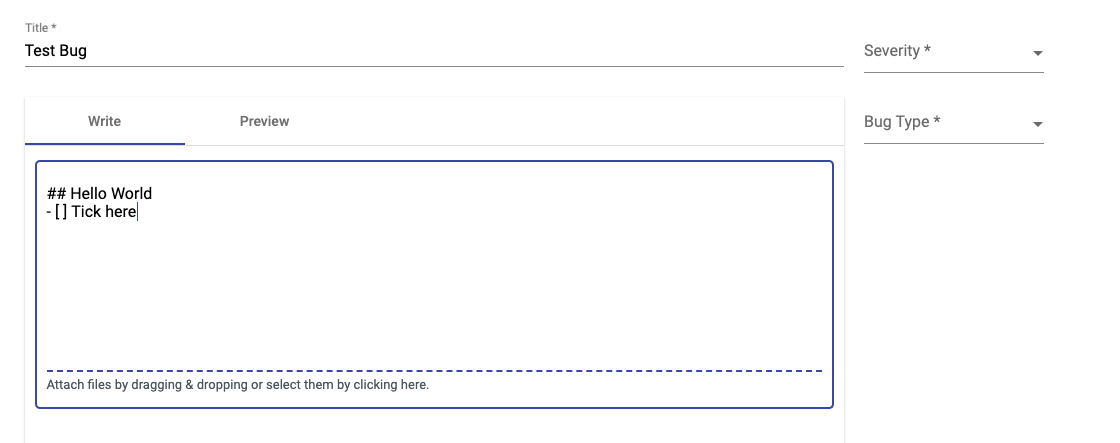 Title *
Test Bug
Severity *
Write
Preview
Bug Type *
## Hello World
- [ ] Tick here
Attach files by dragging & dropping or select them by clicking here.